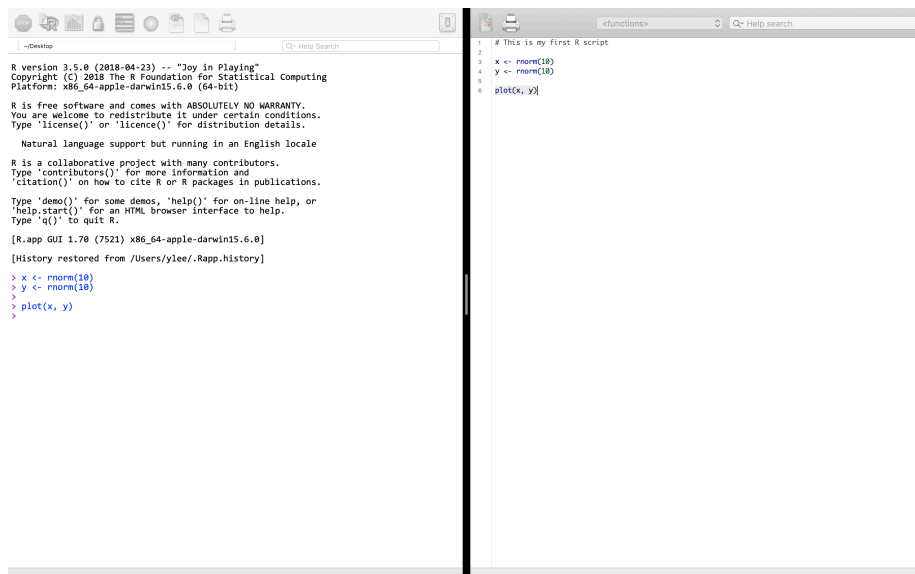 STOP
~/Desktop
Help Search
R version 3.5.0 (2018-04-23) -- "Joy in Playing"
Copyright (C) 2018 The R Foundation for Statistical Computing
Platform: x86_64-apple-darwin15.6.0 (64-bit)
R is free software and comes with ABSOLUTELY NO WARRANTY.
You are welcome to redistribute it under certain conditions.
Type 'license()' or 'licence()' for distribution details.
Natural language support but running in an English locale
R is a collaborative project with many contributors.
Type 'contributors()' for more information and
'citation()' on how to cite R or R packages in publications.
Type 'demo()' for some demos, 'help()' for on-line help, or
'help.start()' for an HTML browser interface to help.
Type 'q()' to quit R.
[R.app GUI 1.70 (7521) x86_64-apple-darwin15.6.0]
[History restored from /Users/ylee/.Rapp.history]
> x <- rnorm(10)
> y <- rnorm(10)
>
> plot(x, y)
>
<functions>
Help search
1 # This is my first R script
2
3 x <- rnorm(10)
4 y <- rnorm(10)
5
6 plot(x, y)